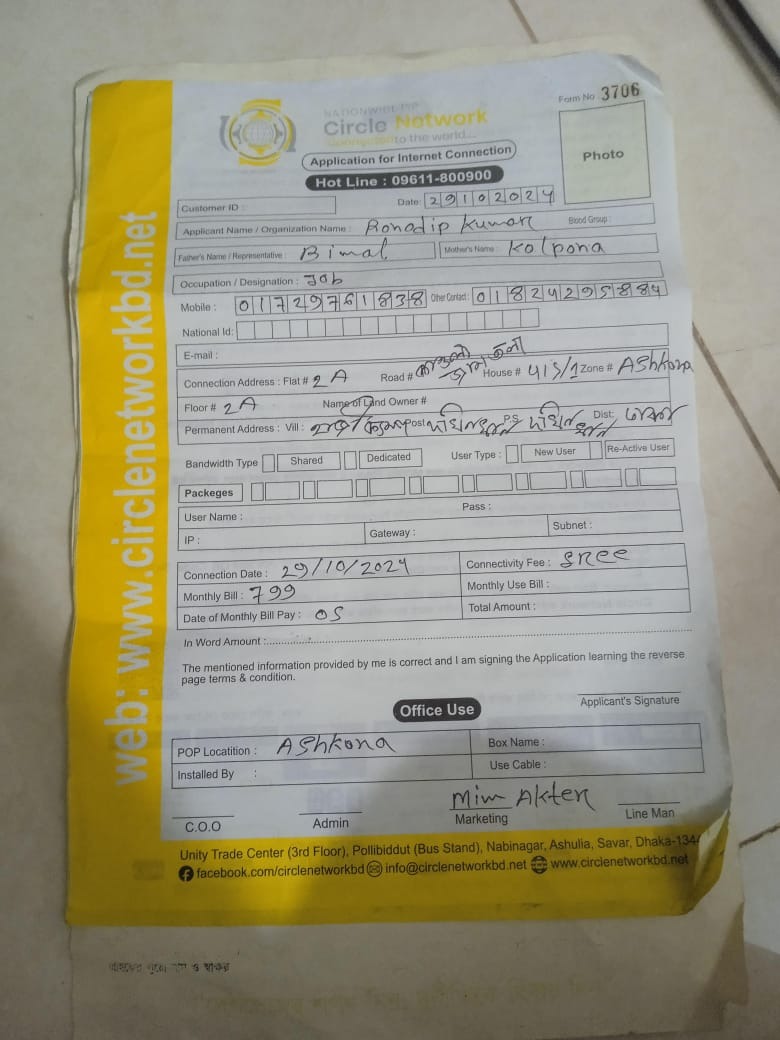 NATIONWIDE ISP
Circle Network
Connected to the world...
Application for Internet Connection
Hot Line : 09611-800900
Form No 3706
Photo
Customer ID :
Date: 29102024
Applicant Name / Organization Name : Ronodip Kumar Blood Group :
Father's Name / Representative : Bimal Mother's Name : Kolpona
Occupation / Designation : Job
Mobile : 01729761838 Other Contact : 01824295884
National Id:
E-mail :
Connection Address : Flat # 2A Road # House # 415/1 Zone # Ashkona
Floor # 2A Name of Land Owner #
Permanent Address : Vill : Post P.S Dist: ঢাকা
Bandwidth Type Shared Dedicated User Type : New User Re-Active User
Packeges
User Name : Pass :
IP : Gateway : Subnet :
Connection Date : 29/10/2024 Connectivity Fee : free
Monthly Bill : 799 Monthly Use Bill :
Date of Monthly Bill Pay : 05 Total Amount :
In Word Amount :
The mentioned information provided by me is correct and I am signing the Application learning the reverse
page terms & condition.
Applicant's Signature
Office Use
POP Locatition : Ashkona Box Name :
Installed By : Use Cable :
Mim Akter
C.O.O Admin Marketing Line Man
Unity Trade Center (3rd Floor), Pollibiddut (Bus Stand), Nabinagar, Ashulia, Savar, Dhaka-1344
facebook.com/circlenetworkbd info@circlenetworkbd.net www.circlenetworkbd.net
web: www.circlenetworkbd.net